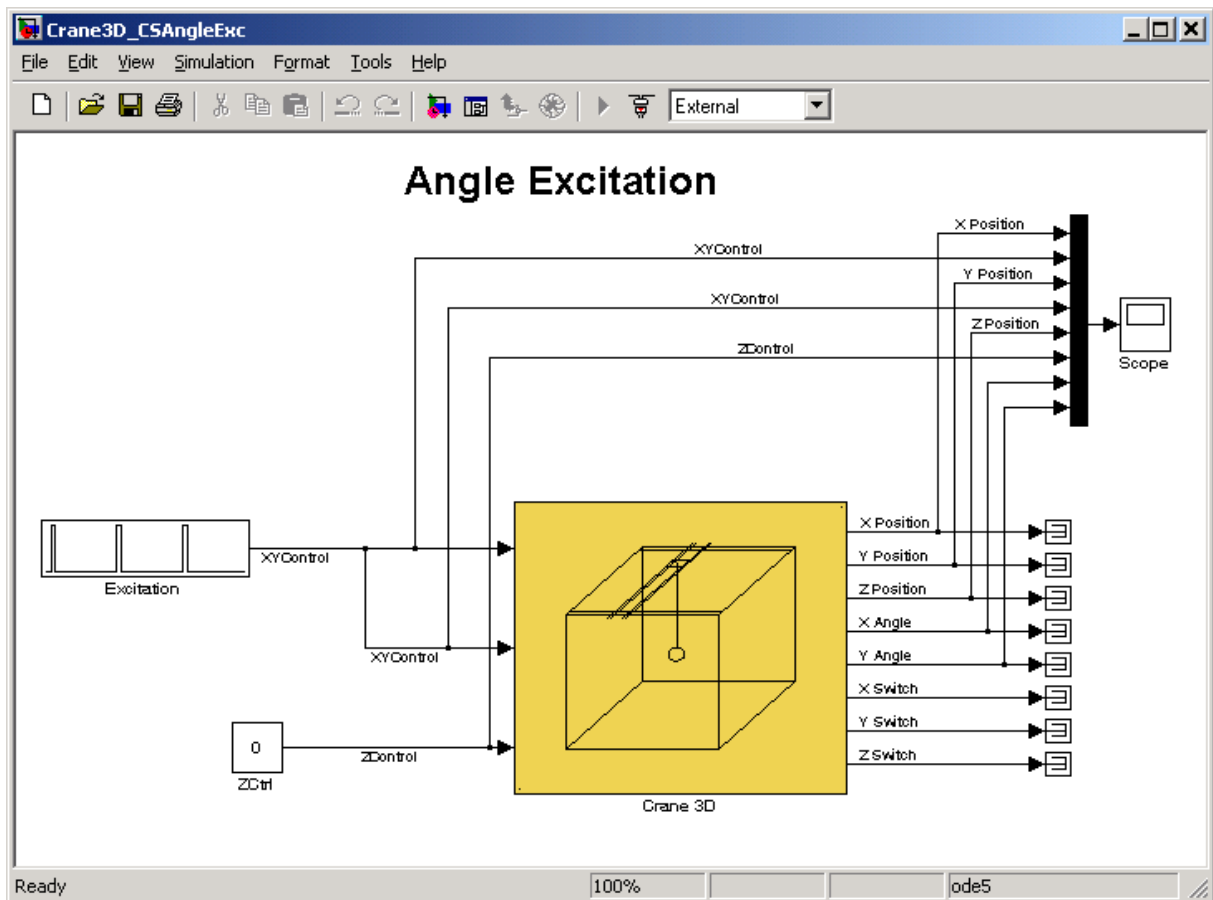 Crane3D_CSAngleExc
File Edit View Simulation Format Tools Help
External
Angle Excitation
X Position
XYControl
Y Position
XYControl
Z Position
ZControl
Scope
X Position
XYControl
Y Position
Excitation
Z Position
X Angle
XYControl
Y Angle
X Switch
Y Switch
0
ZControl
Z Switch
ZCtrl
Crane 3D
Ready 100% ode5